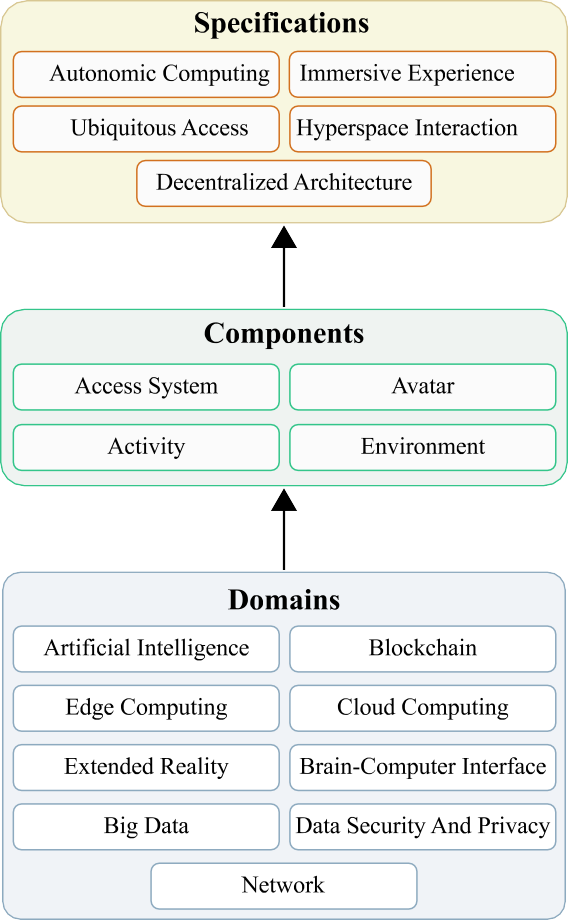 Specifications
Autonomic Computing
Immersive Experience
Ubiquitous Access
Hyperspace Interaction
Decentralized Architecture
Components
Access System
Avatar
Activity
Environment
Domains
Artificial Intelligence
Blockchain
Edge Computing
Cloud Computing
Extended Reality
Brain-Computer Interface
Big Data
Data Security And Privacy
Network